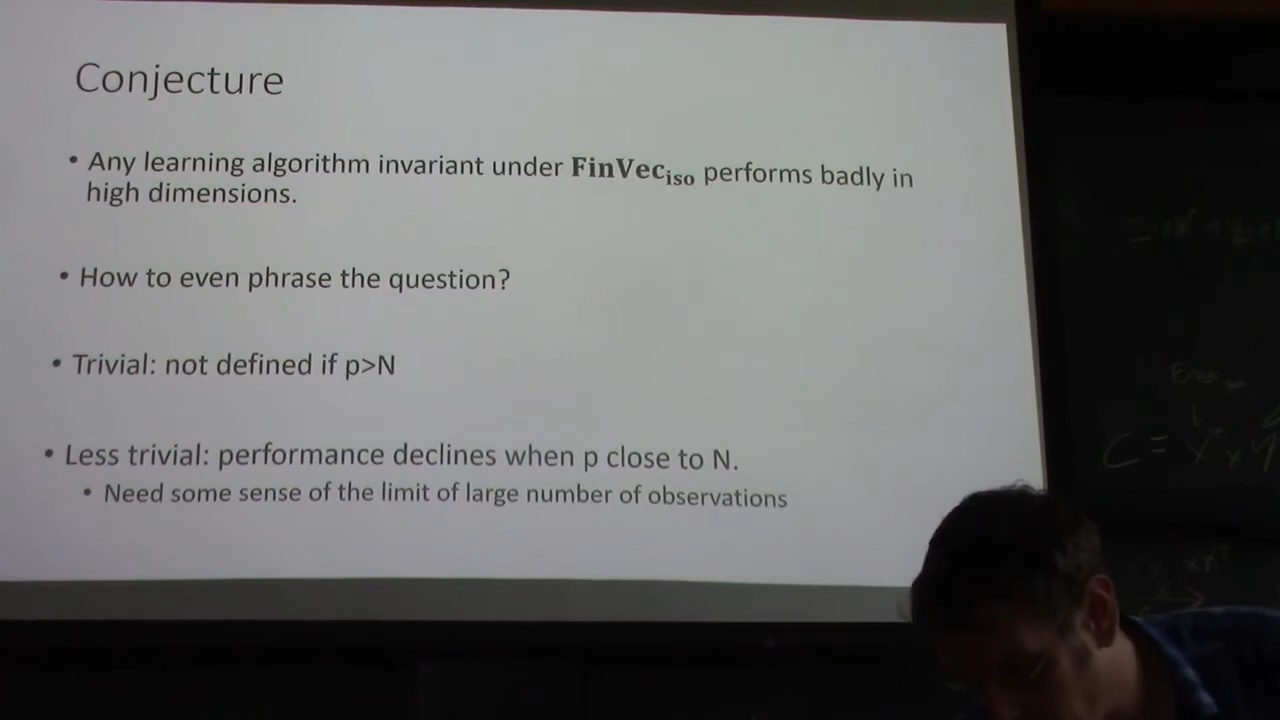 Conjecture
• Any learning algorithm invariant under FinVec_iso performs badly in
high dimensions.
• How to even phrase the question?
• Trivial: not defined if p>N
• Less trivial: performance declines when p close to N.
• Need some sense of the limit of large number of observations
C =